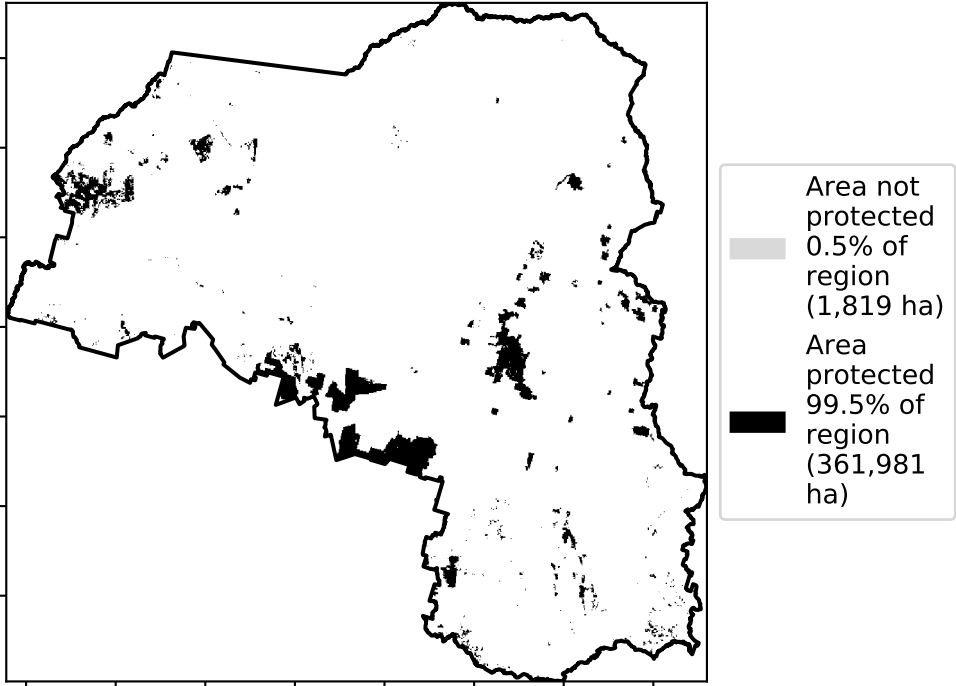 Area not
protected
0.5% of
region
(1,819 ha)
Area
protected
99.5% of
region
(361,981
ha)